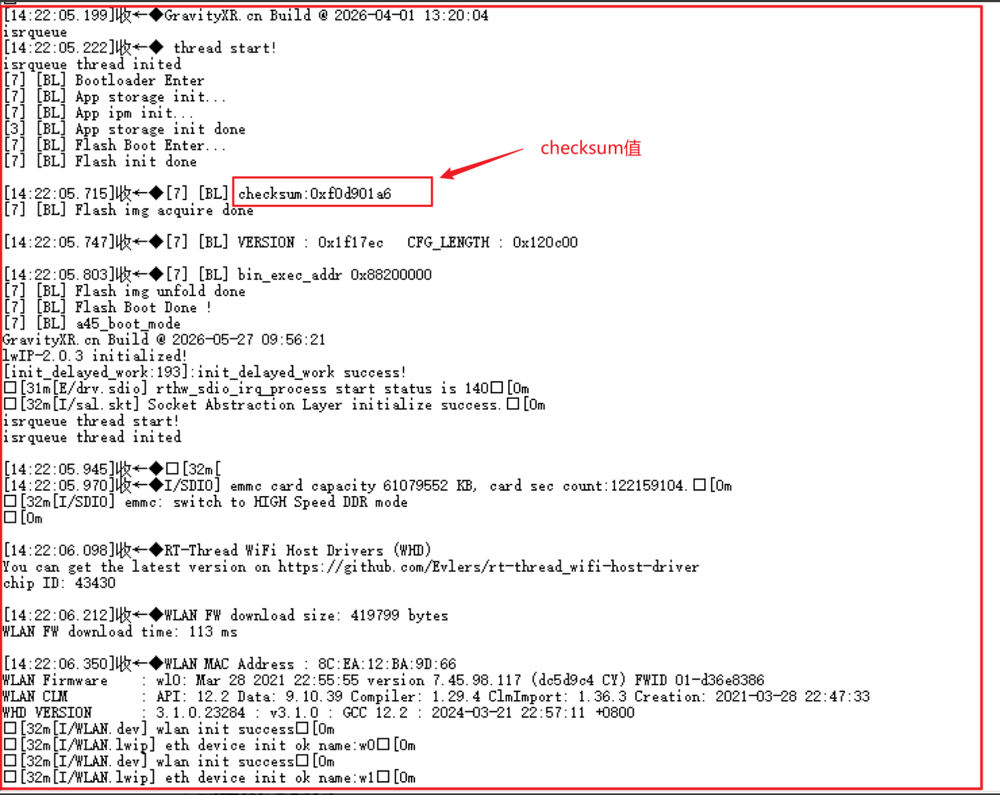 [14:22:05.199]收←◆GravityXR.cn Build @ 2026-04-01 13:20:04
isrqueue
[14:22:05.222]收←◆ thread start!
isrqueue thread inited
[7] [BL] Bootloader Enter
[7] [BL] App storage init...
[7] [BL] App ipm init...
[3] [BL] App storage init done
[7] [BL] Flash Boot Enter...
checksum值
[7] [BL] Flash init done
[14:22:05.715]收←◆[7] [BL] checksum:0xf0d901a6
[7] [BL] Flash img acquire done
[14:22:05.747]收←◆[7] [BL] VERSION : 0x1f17ec   CFG_LENGTH : 0x120c00
[14:22:05.803]收←◆[7] [BL] bin_exec_addr 0x88200000
[7] [BL] Flash img unfold done
[7] [BL] Flash Boot Done !
[7] [BL] a45_boot_mode
GravityXR.cn Build @ 2026-05-27 09:56:21
lwIP-2.0.3 initialized!
[init_delayed_work:193]:init_delayed_work success!
□[31m[E/drv.sdio] rthw_sdio_irq_process start status is 140□[0m
□[32m[I/sal.skt] Socket Abstraction Layer initialize success.□[0m
isrqueue thread start!
isrqueue thread inited
[14:22:05.945]收←◆□[32m[
[14:22:05.970]收←◆I/SDIO] emmc card capacity 61079552 KB, card sec count:122159104.□[0m
□[32m[I/SDIO] emmc: switch to HIGH Speed DDR mode
□[0m
[14:22:06.098]收←◆RT-Thread WiFi Host Drivers (WHD)
You can get the latest version on https://github.com/Evlers/rt-thread_wifi-host-driver
chip ID: 43430
[14:22:06.212]收←◆WLAN FW download size: 419799 bytes
WLAN FW download time: 113 ms
[14:22:06.350]收←◆WLAN MAC Address : 8C:EA:12:BA:9D:66
WLAN Firmware    : wl0: Mar 28 2021 22:55:55 version 7.45.98.117 (dc5d9c4 CY) FWID 01-d36e8386
WLAN CLM         : API: 12.2 Data: 9.10.39 Compiler: 1.29.4 ClmImport: 1.36.3 Creation: 2021-03-28 22:47:33
WHD VERSION      : 3.1.0.23284 : v3.1.0 : GCC 12.2 : 2024-03-21 22:57:11 +0800
□[32m[I/WLAN.dev] wlan init success□[0m
□[32m[I/WLAN.lwip] eth device init ok name:w0□[0m
□[32m[I/WLAN.dev] wlan init success□[0m
□[32m[I/WLAN.lwip] eth device init ok name:w1□[0m